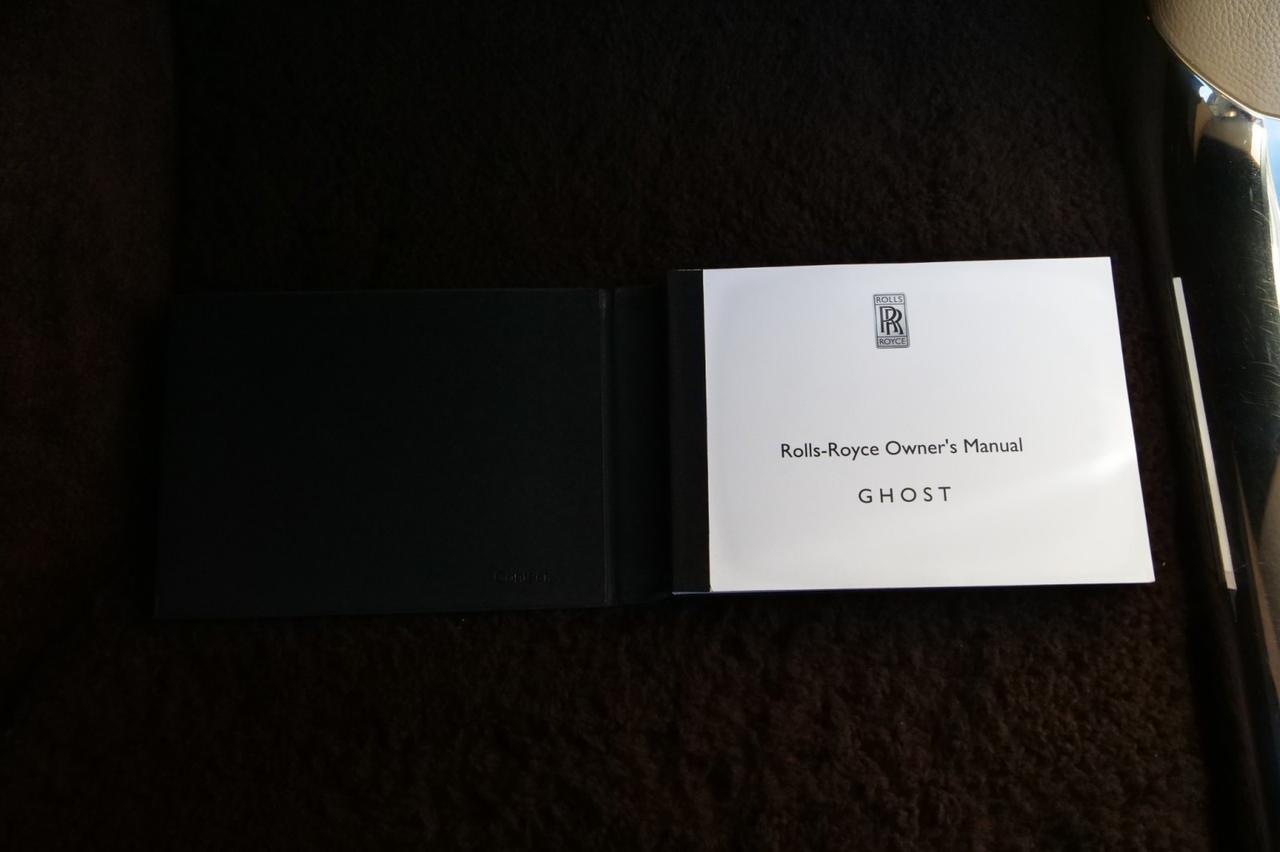 ROLLS
RR
ROYCE
Rolls-Royce Owner's Manual
GHOST